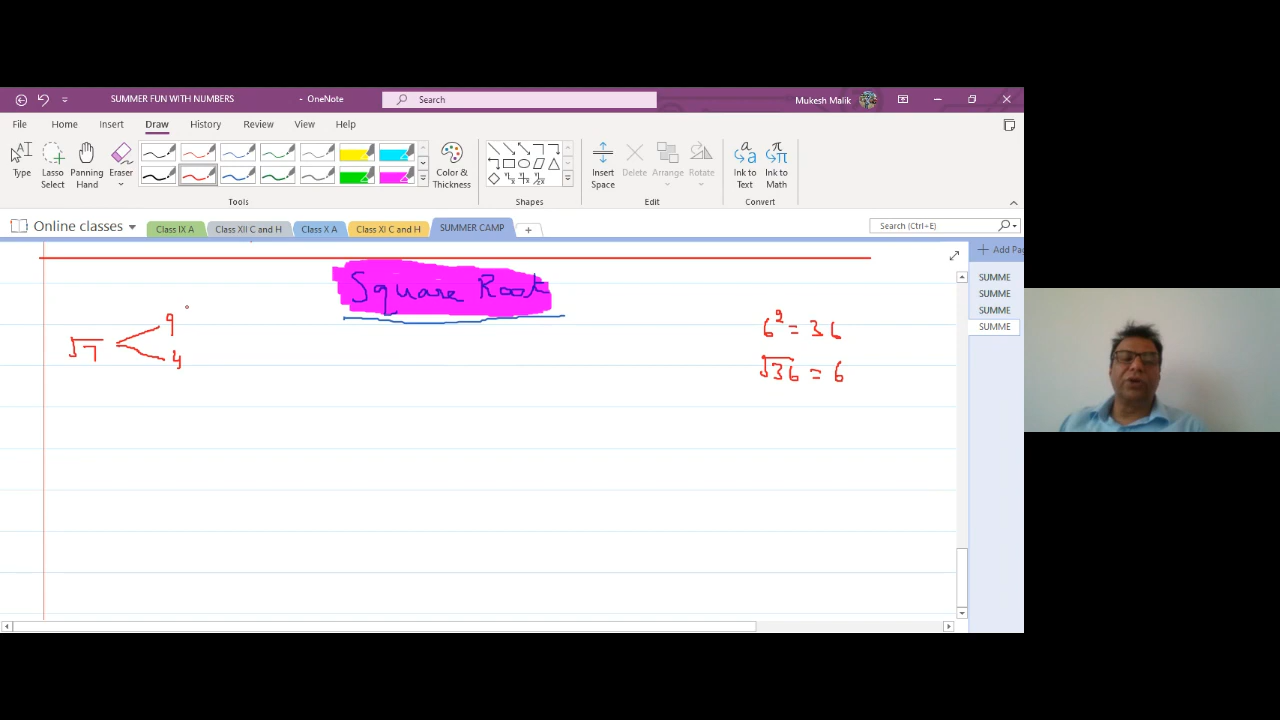 SUMMER FUN WITH NUMBERS - OneNote
Search
Mukesh Malik
File Home Insert Draw History Review View Help
Type
Lasso Select
Panning Hand
Eraser
Color & Thickness
Insert Space
Delete
Arrange
Rotate
Ink to Text
Ink to Math
Tools
Shapes
Edit
Convert
Online classes
Class IX A
Class XII C and H
Class X A
Class XI C and H
SUMMER CAMP
Search (Ctrl+E)
Add Pag
SUMME
SUMME
SUMME
SUMME
Square Root
√7
9
4
6² = 36
√36 = 6